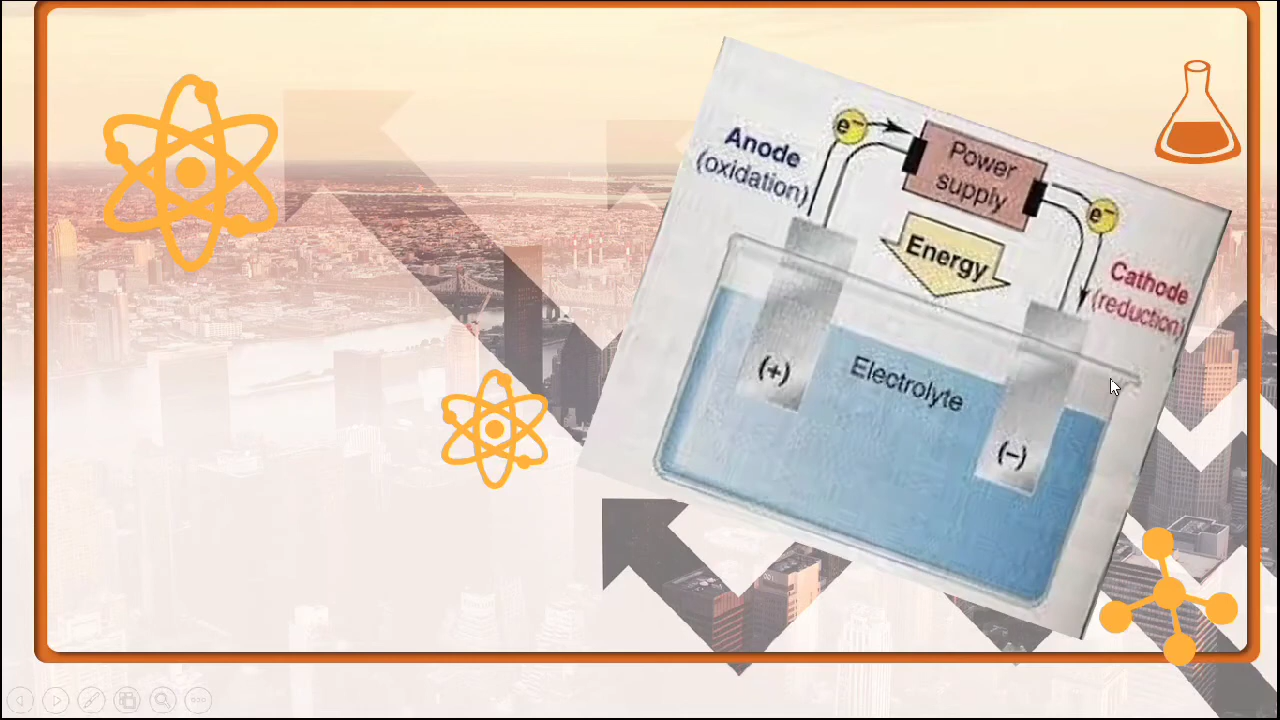 e⁻
Anode
(oxidation)
Power
supply
e⁻
Energy
Cathode
(reduction)
(+)
Electrolyte
(−)